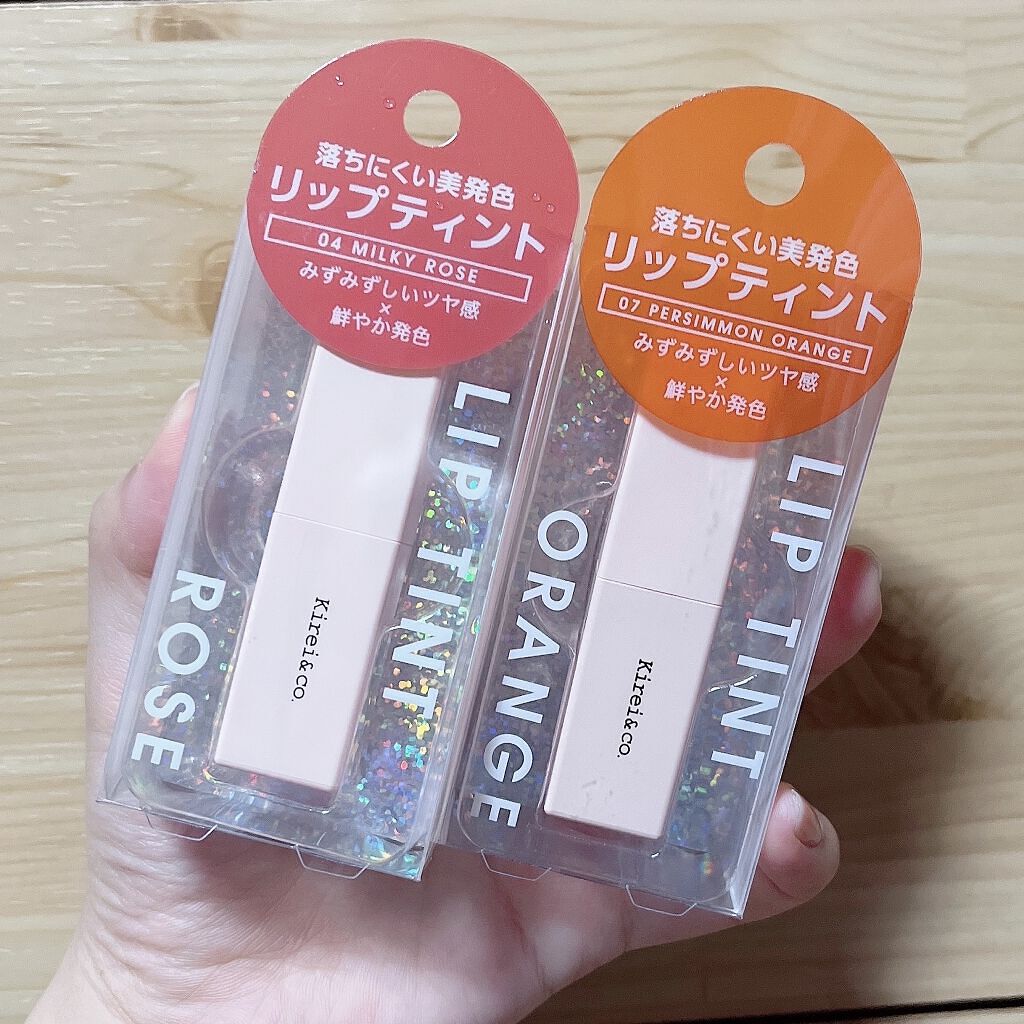 落ちにくい美発色
リップティント
04 MILKY ROSE
みずみずしいツヤ感
×
鮮やか発色
LIP TINT
ROSE
Kirei&co.
落ちにくい美発色
リップティント
07 PERSIMMON ORANGE
みずみずしいツヤ感
×
鮮やか発色
LIP TINT
ORANGE
Kirei&co.